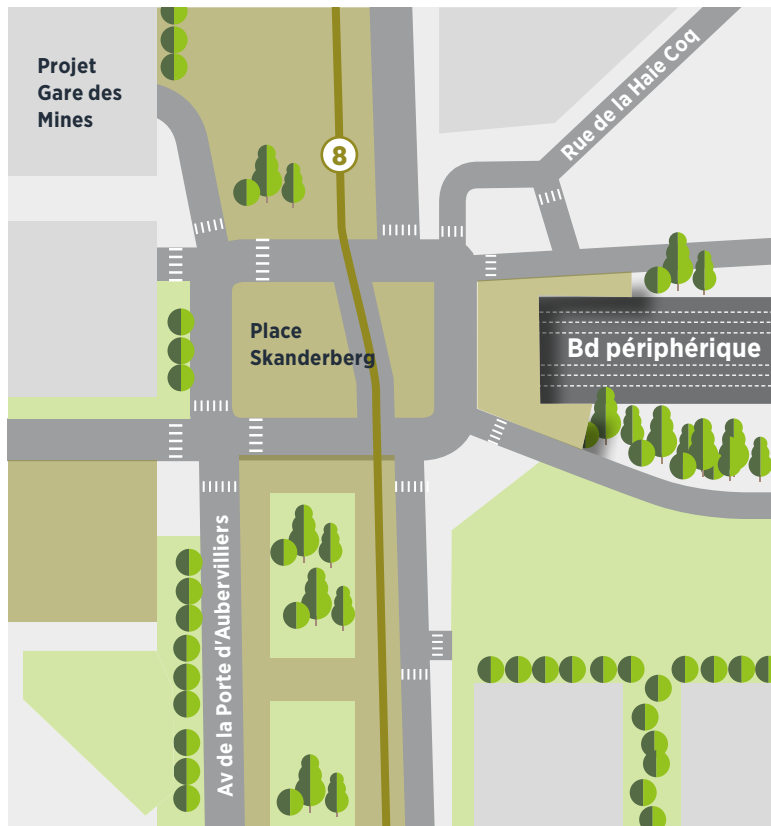 Projet
Gare des
Mines
Rue de la Haie Coq
8
Place
Skanderberg
Bd périphérique
Av de la Porte d'Aubervilliers